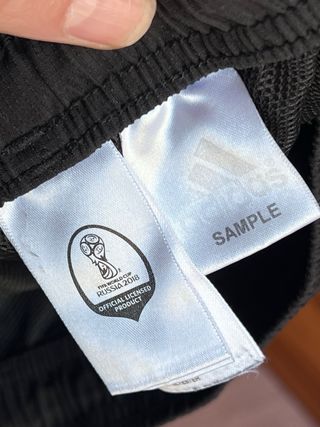 adidas
SAMPLE
FIFA WORLD CUP
RUSSIA 2018
OFFICIAL LICENSED
PRODUCT